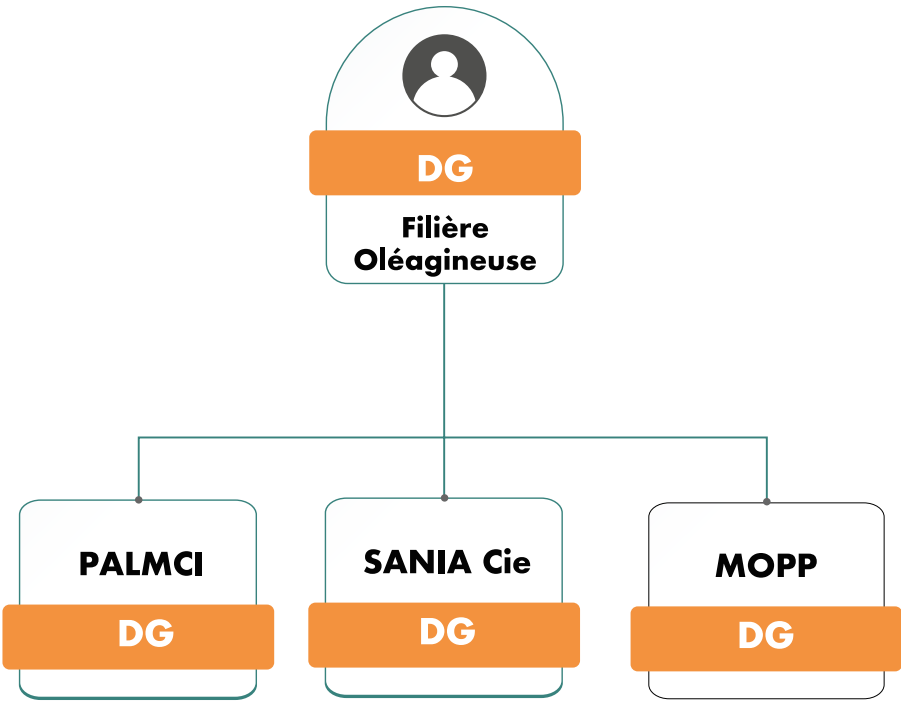 DG
Filière
Oléagineuse
PALMCI
DG
SANIA Cie
DG
MOPP
DG